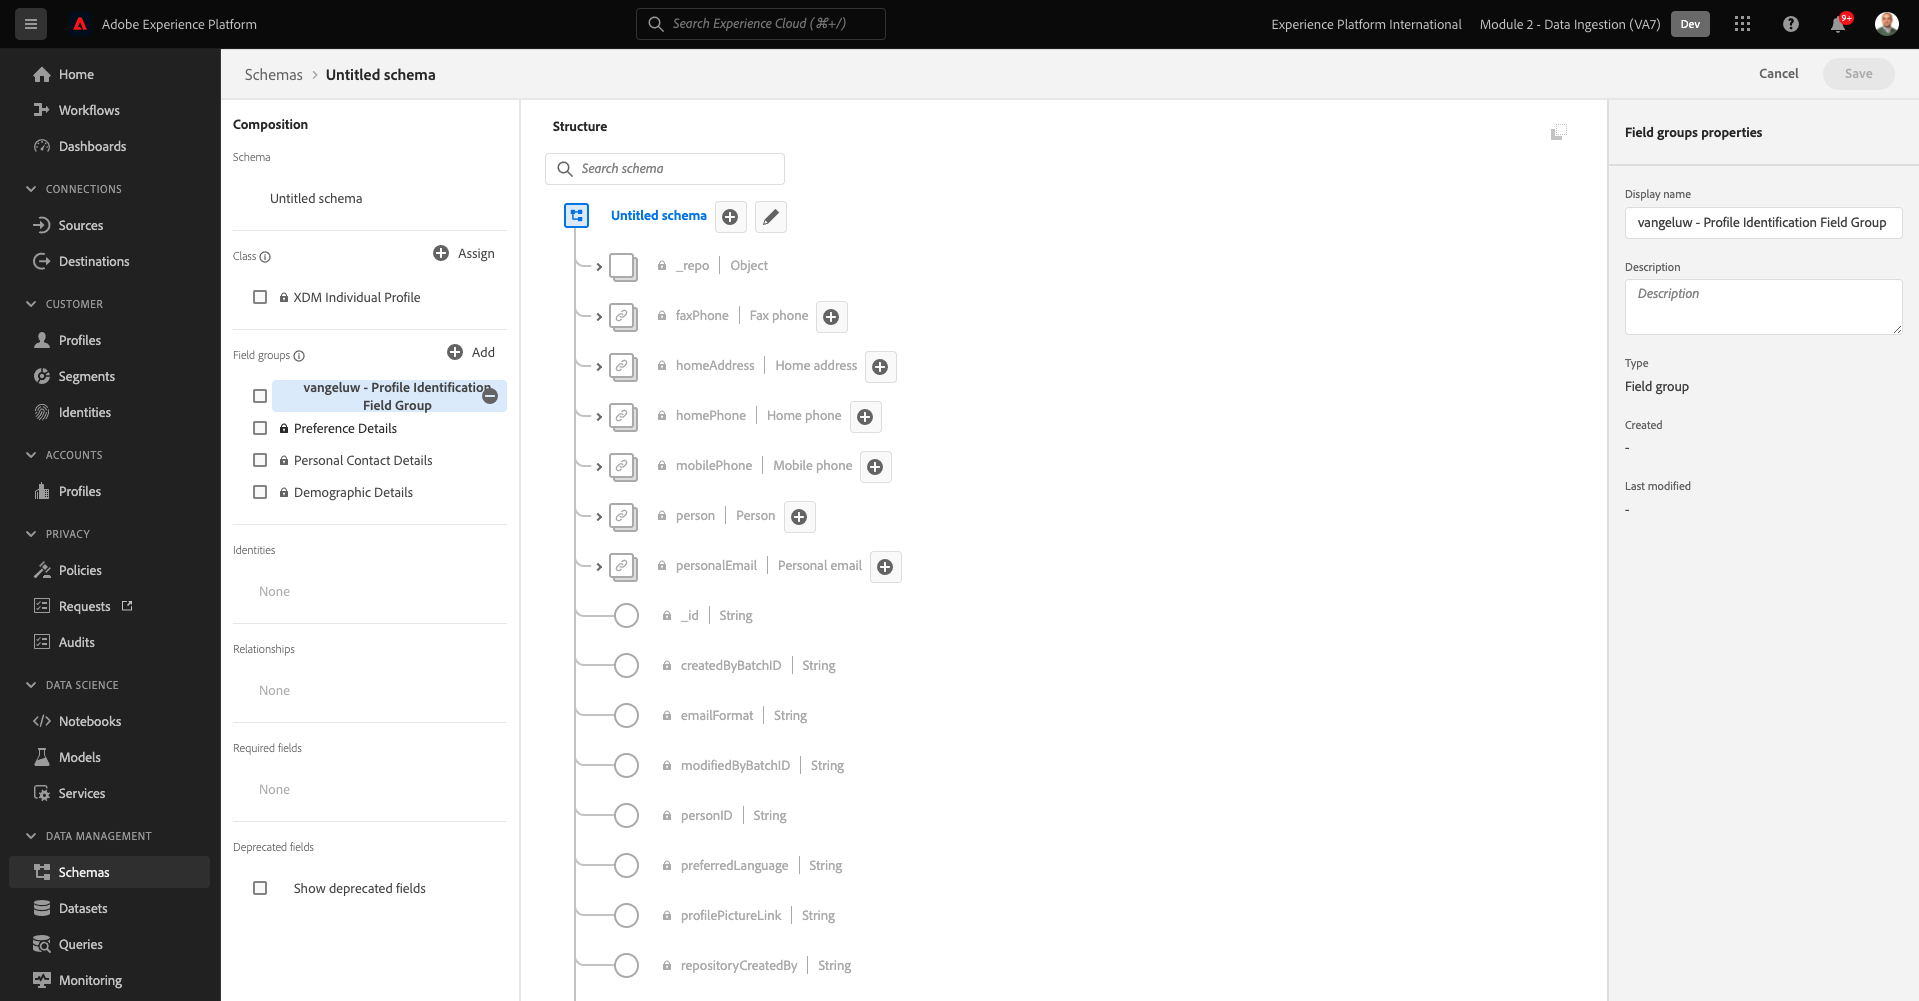 Adobe Experience Platform
Search Experience Cloud (⌘+/)
Experience Platform International
Module 2 - Data Ingestion (VA7)
Dev
9+
Home
Workflows
Dashboards
CONNECTIONS
Sources
Destinations
CUSTOMER
Profiles
Segments
Identities
ACCOUNTS
Profiles
PRIVACY
Policies
Requests
Audits
DATA SCIENCE
Notebooks
Models
Services
DATA MANAGEMENT
Schemas
Datasets
Queries
Monitoring
Schemas > Untitled schema
Cancel
Save
Composition
Schema
Untitled schema
Class
Assign
XDM Individual Profile
Field groups
Add
vangeluw - Profile Identification
Field Group
Preference Details
Personal Contact Details
Demographic Details
Identities
None
Relationships
None
Required fields
None
Deprecated fields
Show deprecated fields
Structure
Search schema
Untitled schema
_repo | Object
faxPhone | Fax phone
homeAddress | Home address
homePhone | Home phone
mobilePhone | Mobile phone
person | Person
personalEmail | Personal email
_id | String
createdByBatchID | String
emailFormat | String
modifiedByBatchID | String
personID | String
preferredLanguage | String
profilePictureLink | String
repositoryCreatedBy | String
Field groups properties
Display name
vangeluw - Profile Identification Field Group
Description
Description
Type
Field group
Created
-
Last modified
-